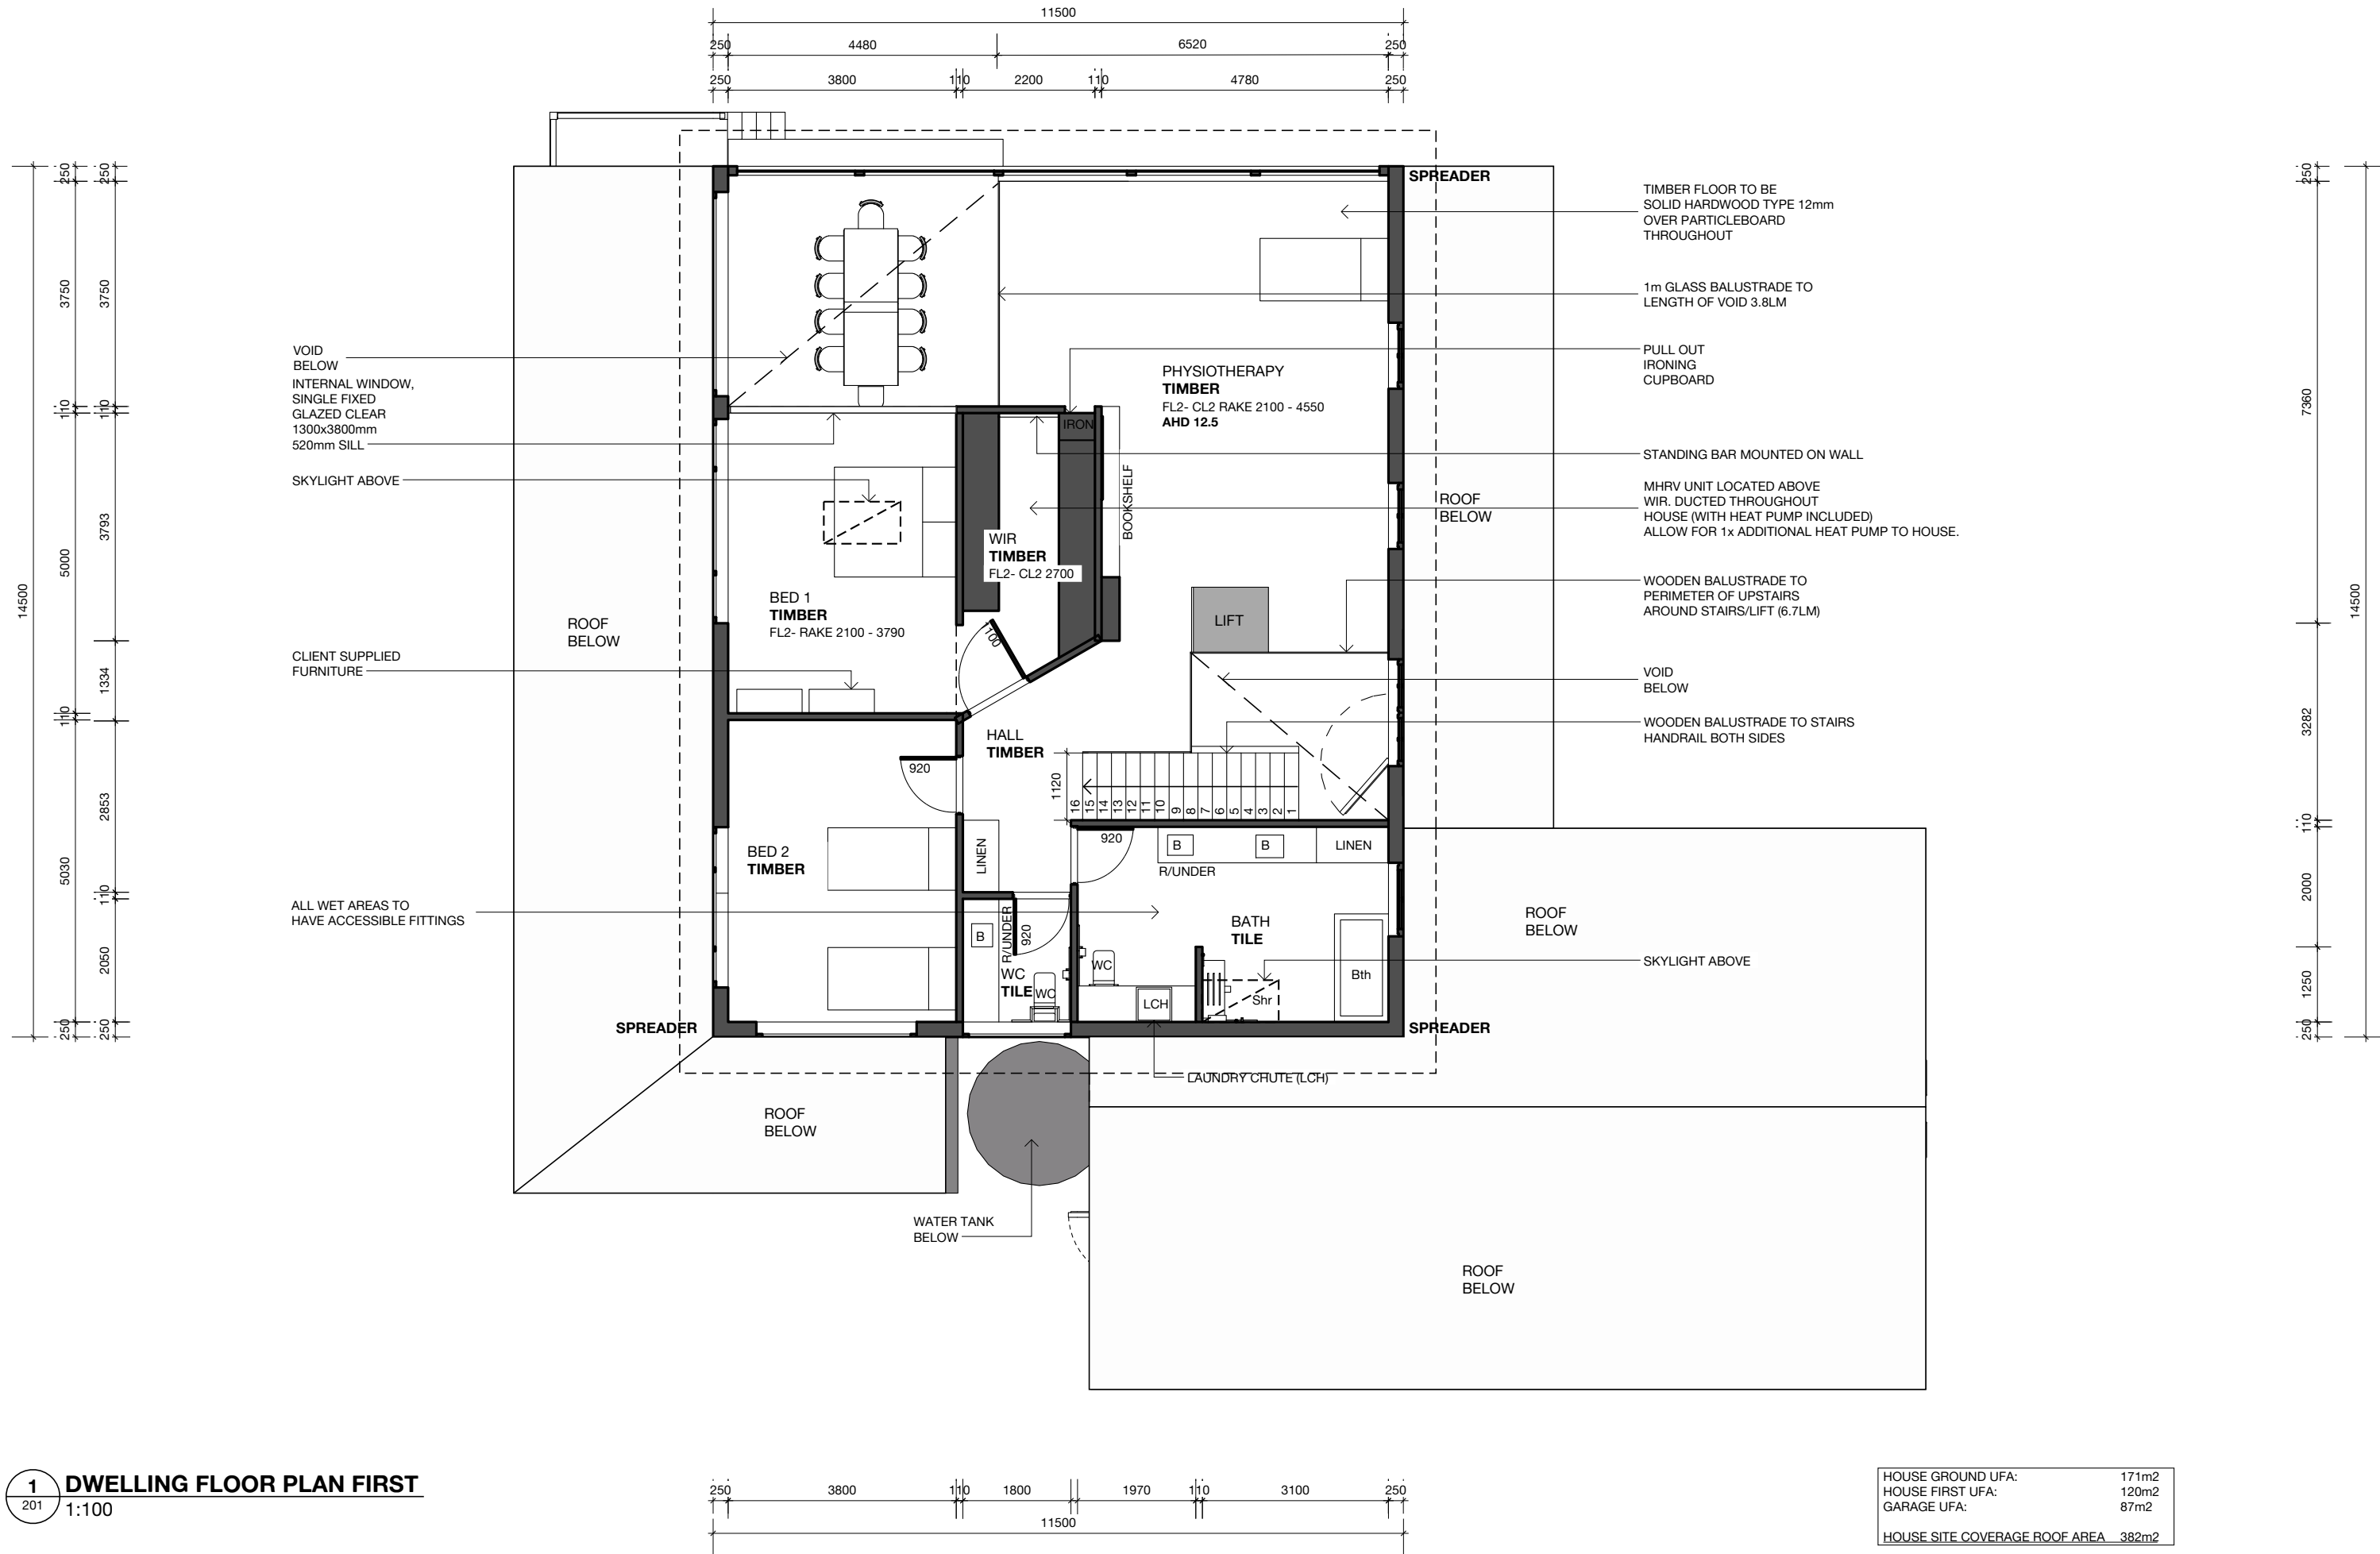 11500
250 4480 6520 250
250 3800 110 2200 110 4780 250
14500
250
3750
110
5000
110
5030
250
250
3750
110
3793
1334
2853
110
2050
250
VOID
BELOW
INTERNAL WINDOW,
SINGLE FIXED
GLAZED CLEAR
1300x3800mm
520mm SILL
SKYLIGHT ABOVE
CLIENT SUPPLIED
FURNITURE
ALL WET AREAS TO
HAVE ACCESSIBLE FITTINGS
ROOF
BELOW
SPREADER
PHYSIOTHERAPY
TIMBER
FL2- CL2 RAKE 2100 - 4550
AHD 12.5
IRON
BOOKSHELF
WIR
TIMBER
FL2- CL2 2700
BED 1
TIMBER
FL2- RAKE 2100 - 3790
1100
LIFT
HALL
TIMBER
920
1120
16 15 14 13 12 11 10 9 8 7 6 5 4 3 2 1
BED 2
TIMBER
LINEN
920
B
B
LINEN
R/UNDER
BATH
TILE
B
R/UNDER
920
WC
TILE
WC
WC
LCH
Shr
Bth
SPREADER
SPREADER
LAUNDRY CHUTE (LCH)
ROOF
BELOW
WATER TANK
BELOW
ROOF
BELOW
ROOF
BELOW
ROOF
BELOW
TIMBER FLOOR TO BE
SOLID HARDWOOD TYPE 12mm
OVER PARTICLEBOARD
THROUGHOUT
1m GLASS BALUSTRADE TO
LENGTH OF VOID 3.8LM
PULL OUT
IRONING
CUPBOARD
STANDING BAR MOUNTED ON WALL
MHRV UNIT LOCATED ABOVE
WIR. DUCTED THROUGHOUT
HOUSE (WITH HEAT PUMP INCLUDED)
ALLOW FOR 1x ADDITIONAL HEAT PUMP TO HOUSE.
WOODEN BALUSTRADE TO
PERIMETER OF UPSTAIRS
AROUND STAIRS/LIFT (6.7LM)
VOID
BELOW
WOODEN BALUSTRADE TO STAIRS
HANDRAIL BOTH SIDES
SKYLIGHT ABOVE
250
7360
3282
110
2000
1250
250
14500
1
201
DWELLING FLOOR PLAN FIRST
1:100
250 3800 110 1800 1970 110 3100 250
11500
HOUSE GROUND UFA: 171m2
HOUSE FIRST UFA: 120m2
GARAGE UFA: 87m2
HOUSE SITE COVERAGE ROOF AREA 382m2